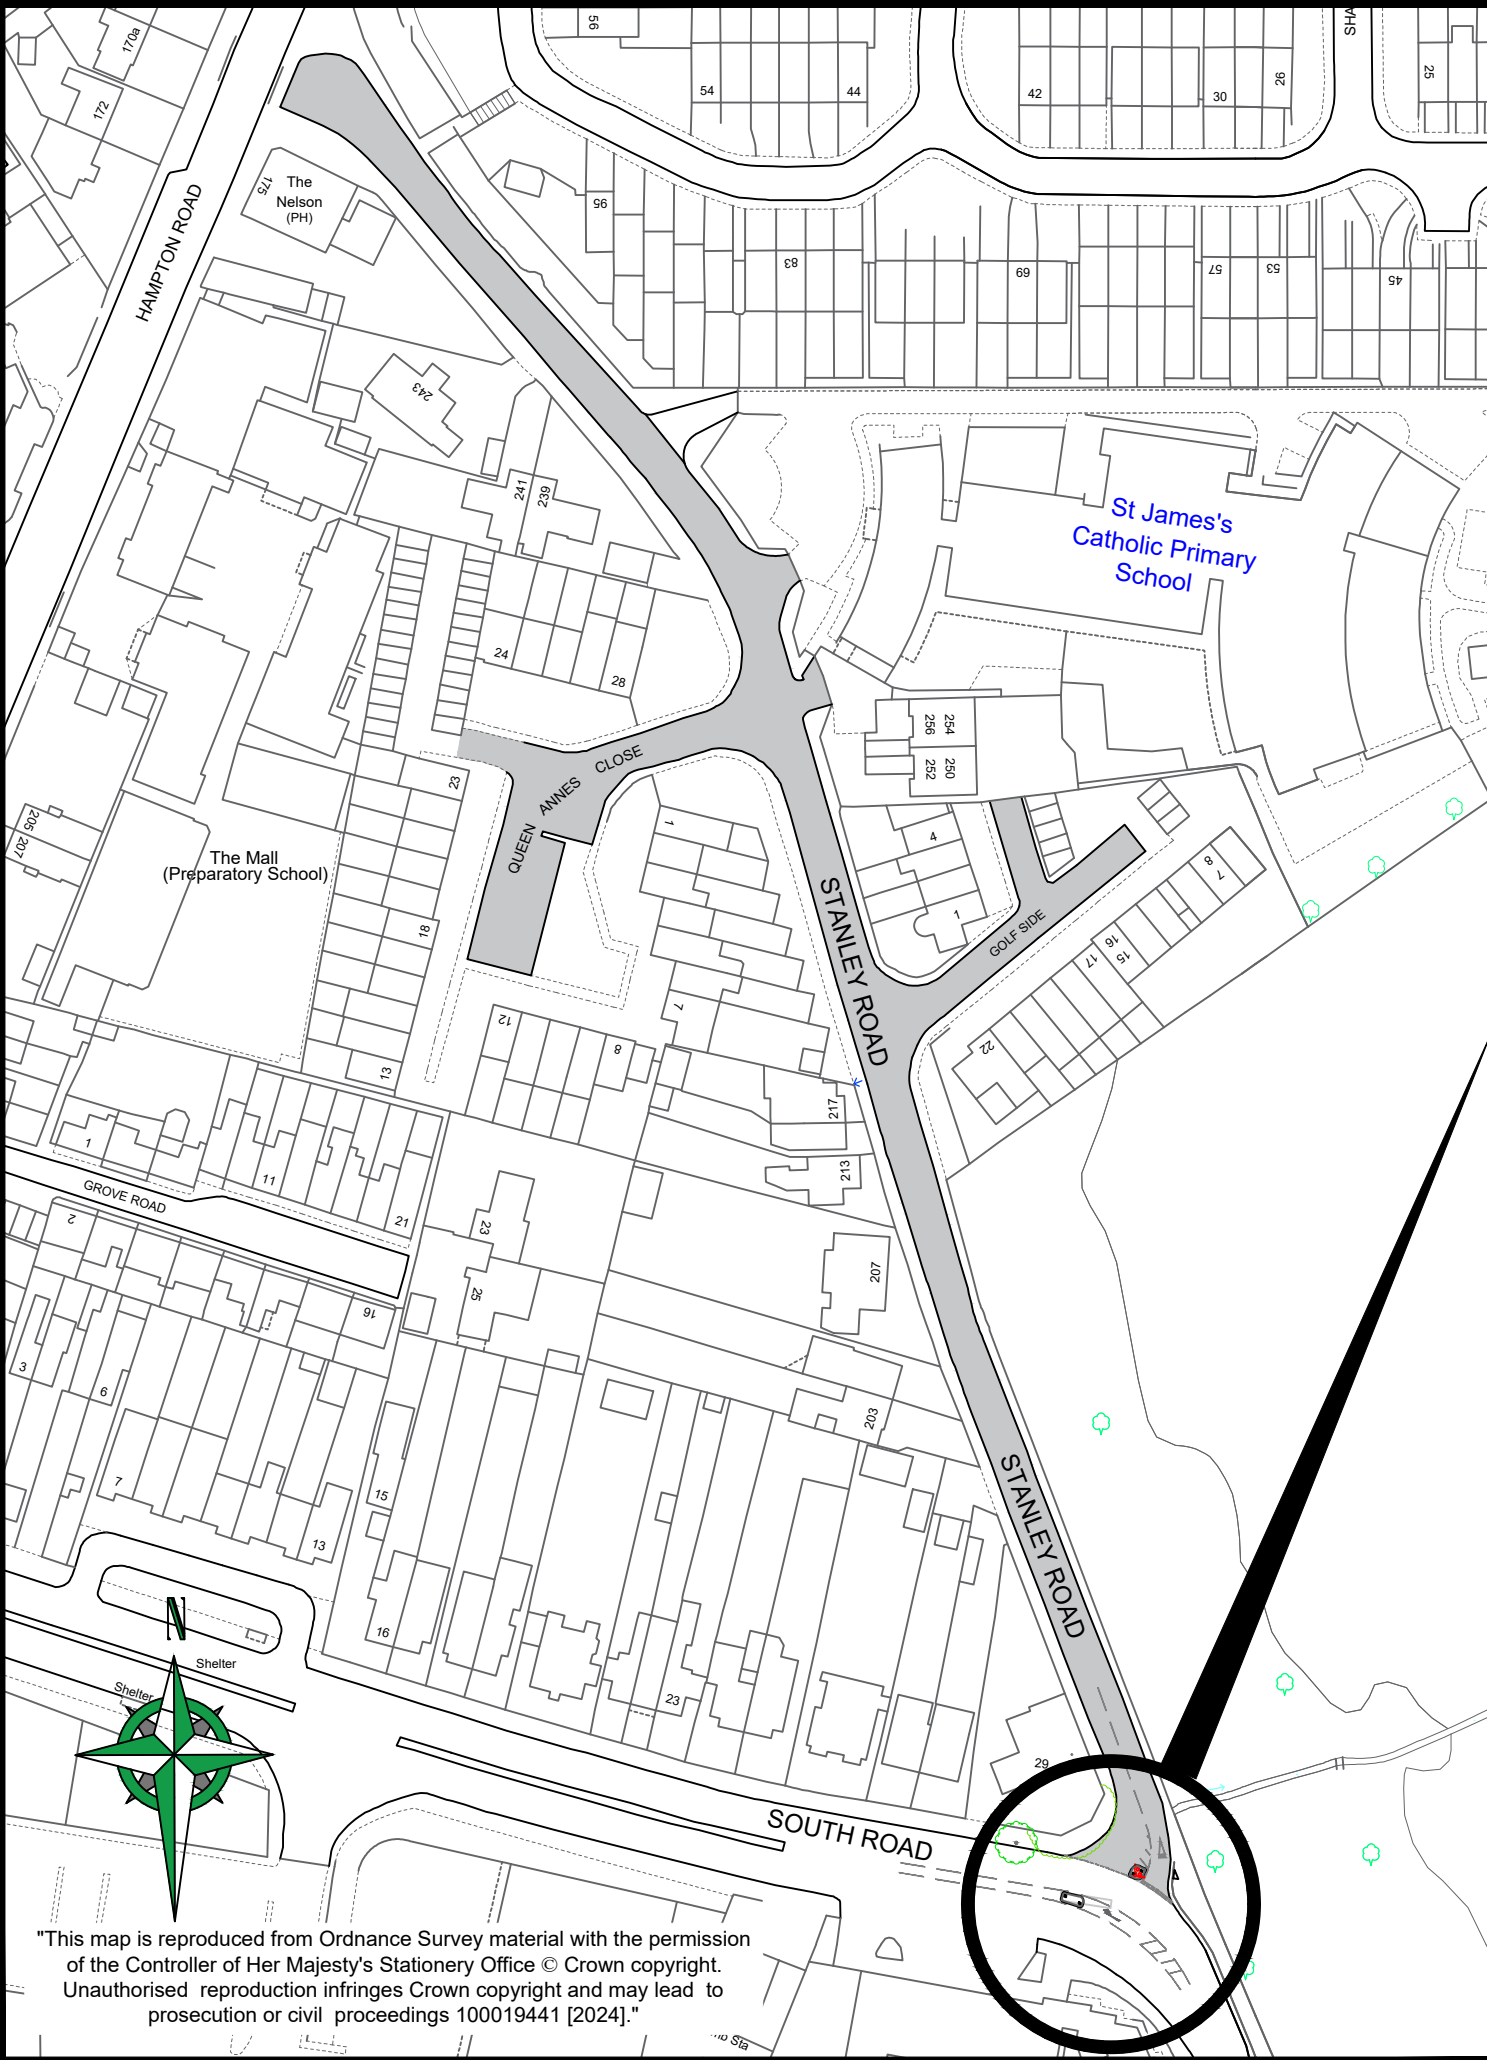 56
SHA
170a
54
44
42
30
26
25
172
175
The
Nelson
(PH)
95
HAMPTON ROAD
83
69
57
53
45
243
241
239
St James's
Catholic Primary
School
24
28
256
254
252
250
QUEEN ANNES CLOSE
23
1
4
205
207
The Mall
(Preparatory School)
STANLEY ROAD
8
7
18
1
GOLF SIDE
16
15
17
7
12
8
22
13
217
1
11
213
GROVE ROAD
2
21
23
207
25
16
3
6
203
7
15
13
STANLEY ROAD
N
16
Shelter
Shelter
23
29
SOUTH ROAD
"This map is reproduced from Ordnance Survey material with the permission
of the Controller of Her Majesty's Stationery Office © Crown copyright.
Unauthorised reproduction infringes Crown copyright and may lead to
prosecution or civil proceedings 100019441 [2024]."
Sta